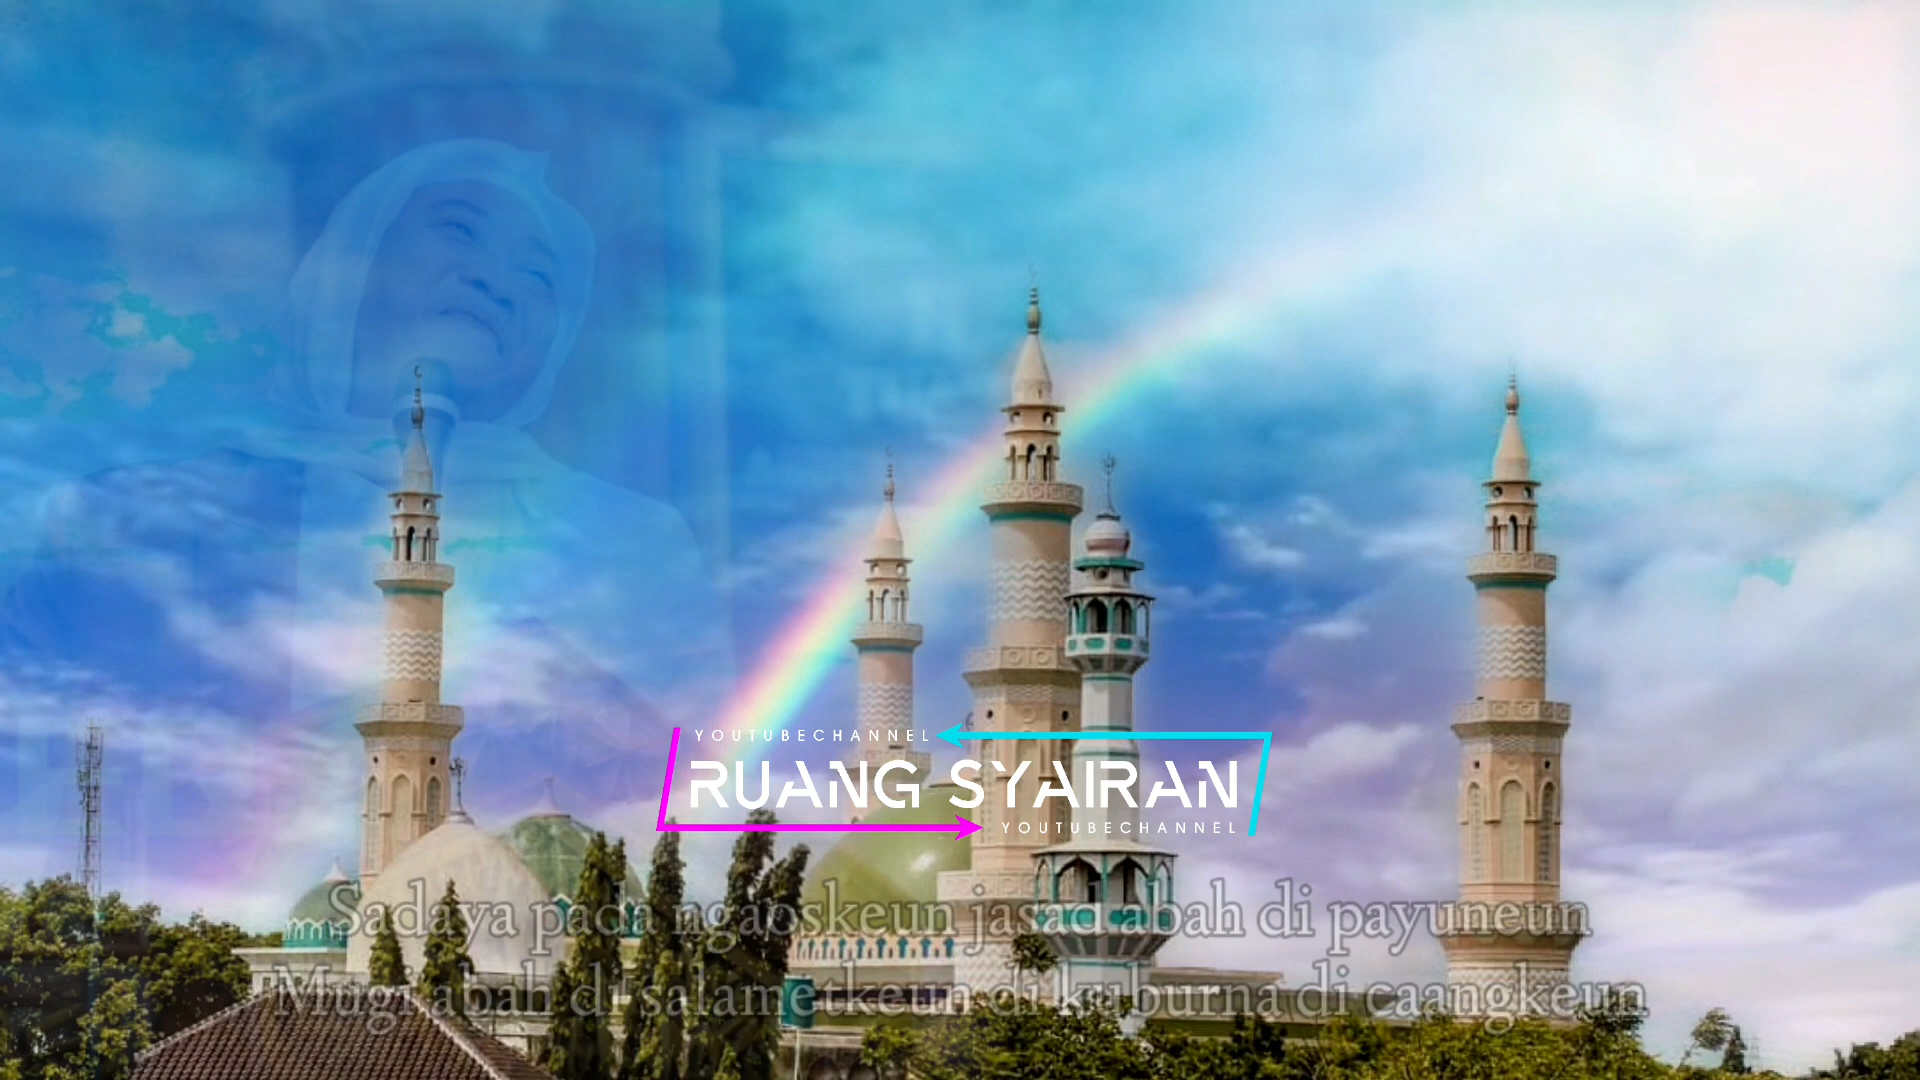 YOUTUBECHANNEL
RUANG SYAIRAN
YOUTUBECHANNEL
Sadaya pada ngaoskeun jasad abah di payuneun
Mugi abah di salametkeun di kuburna di caangkeun